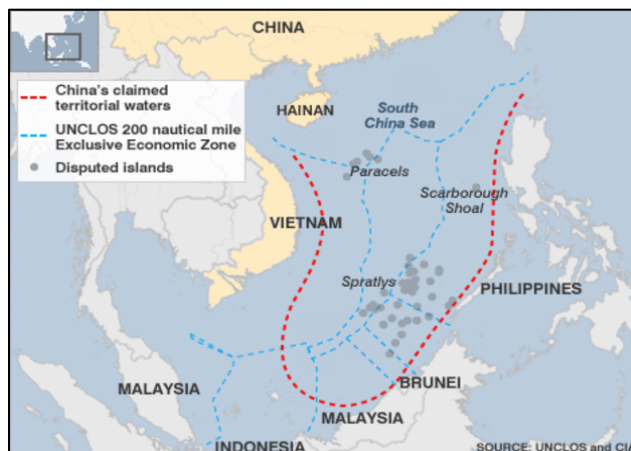 CHINA
China's claimed
territorial waters
UNCLOS 200 nautical mile
Exclusive Economic Zone
Disputed islands
HAINAN
South
China Sea
Paracels
Scarborough
Shoal
VIETNAM
Spratlys
PHILIPPINES
MALAYSIA
BRUNEI
MALAYSIA
INDONESIA
SOURCE: UNCLOS and CIA